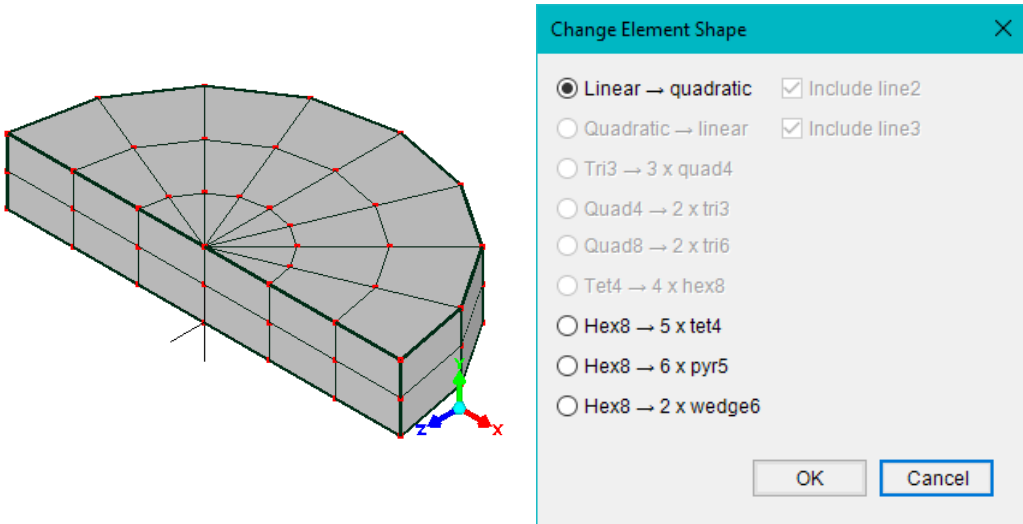 Change Element Shape
Linear → quadratic
Include line2
Quadratic → linear
Include line3
Tri3 → 3 x quad4
Quad4 → 2 x tri3
Quad8 → 2 x tri6
Tet4 → 4 x hex8
Hex8 → 5 x tet4
Hex8 → 6 x pyr5
Hex8 → 2 x wedge6
Y
Z
X
OK
Cancel